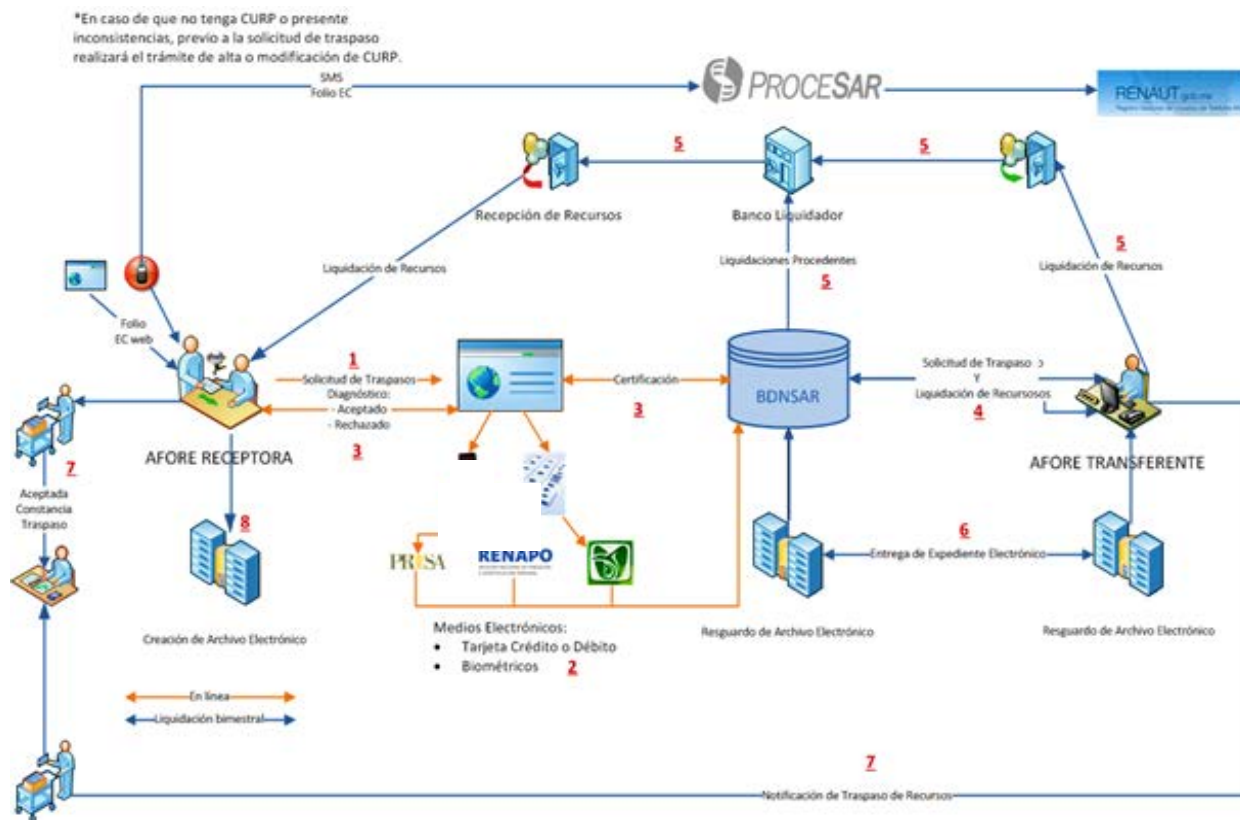 *En caso de que no tenga CURP o presente
inconsistencias, previo a la solicitud de traspaso
realizará el trámite de alta o modificación de CURP.
SMS
Folio EC
PROCESAR
RENAUT.gob.mx
5
5
Recepción de Recursos
Banco Liquidador
5
Liquidación de Recursos
Liquidaciones Procedentes
5
Liquidación de Recursos
Folio
EC web
1
Solicitud de Traspasos
Diagnóstico:
- Aceptado
- Rechazado
3
Certificación
3
BDNSAR
Solicitud de Traspaso o
Y
Liquidación de Recursosos
4
AFORE RECEPTORA
AFORE TRANSFERENTE
7
Aceptada
Constancia
Traspaso
8
RENAPO
6
Entrega de Expediente Electrónico
Creación de Archivo Electrónico
Medios Electrónicos:
• Tarjeta Crédito o Débito
• Biométricos 2
Resguardo de Archivo Electrónico
Resguardo de Archivo Electrónico
En línea
Liquidación bimestral
7
Notificación de Traspaso de Recursos